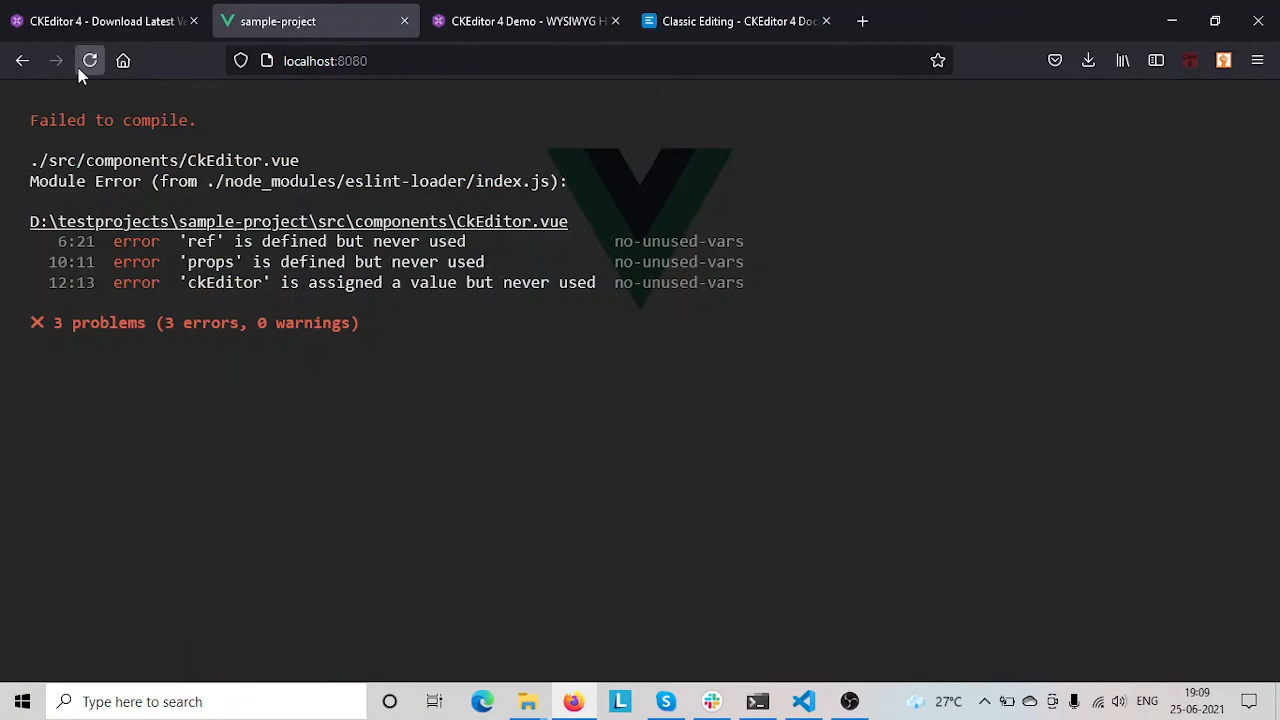 CKEditor 4 - Download Latest Ve
sample-project
CKEditor 4 Demo - WYSIWYG H
Classic Editing - CKEditor 4 Doc
localhost:8080
Failed to compile.
./src/components/CkEditor.vue
Module Error (from ./node_modules/eslint-loader/index.js):
D:\testprojects\sample-project\src\components\CkEditor.vue
6:21 error 'ref' is defined but never used no-unused-vars
10:11 error 'props' is defined but never used no-unused-vars
12:13 error 'ckEditor' is assigned a value but never used no-unused-vars
✕ 3 problems (3 errors, 0 warnings)
Type here to search
27°C
ENG
19:09
25-06-2021